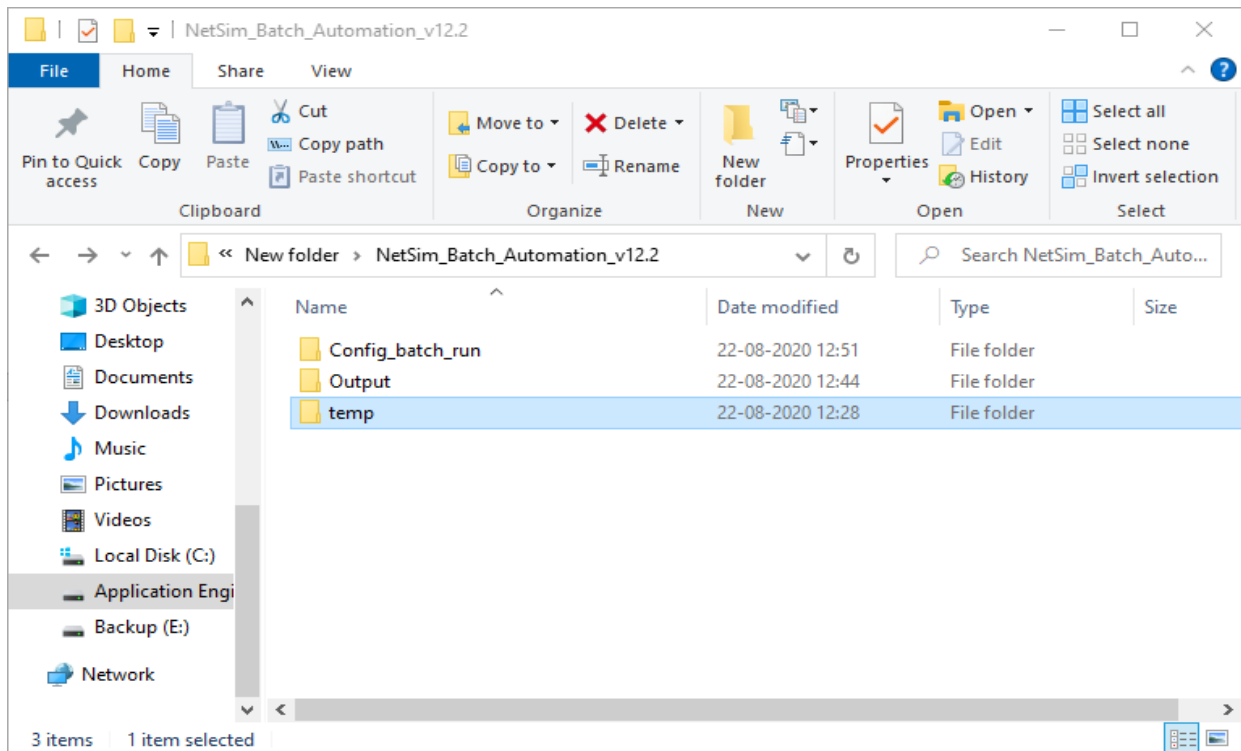 NetSim_Batch_Automation_v12.2
File Home Share View
Pin to Quick access
Copy
Paste
Cut
Copy path
Paste shortcut
Clipboard
Move to
Copy to
Delete
Rename
Organize
New folder
New
Properties
Open
Edit
History
Open
Select all
Select none
Invert selection
Select
« New folder > NetSim_Batch_Automation_v12.2
Search NetSim_Batch_Auto...
3D Objects
Desktop
Documents
Downloads
Music
Pictures
Videos
Local Disk (C:)
Application Engi
Backup (E:)
Network
Name Date modified Type Size
Config_batch_run 22-08-2020 12:51 File folder
Output 22-08-2020 12:44 File folder
temp 22-08-2020 12:28 File folder
3 items 1 item selected